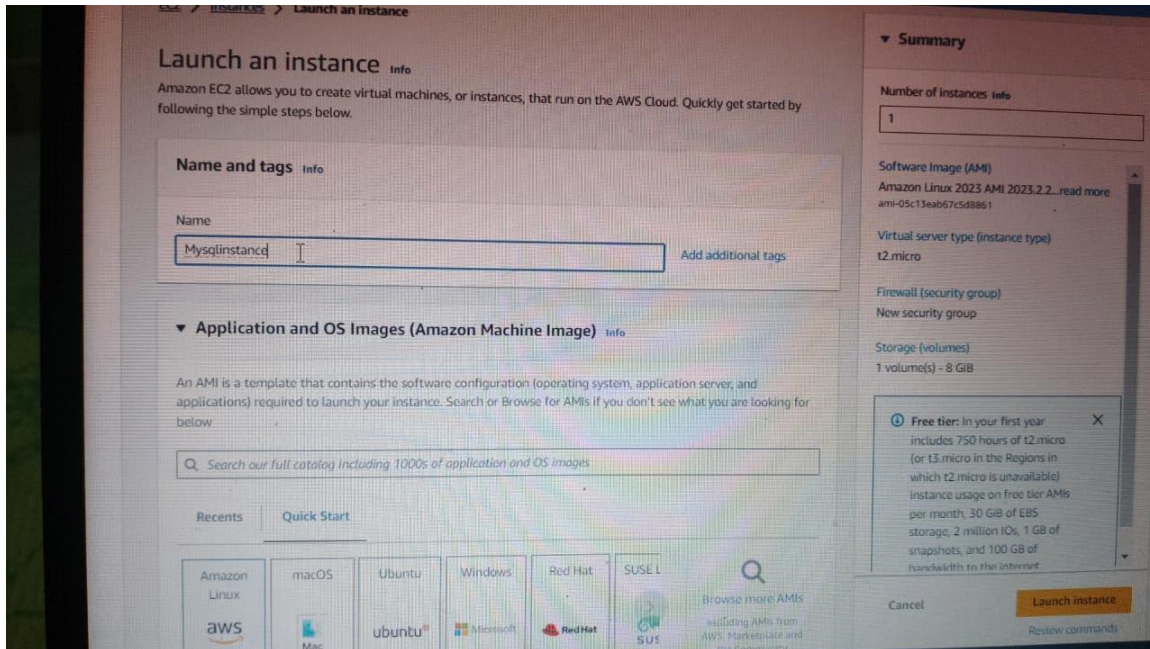 EC2 > Instances > Launch an instance
Launch an instance Info
Amazon EC2 allows you to create virtual machines, or instances, that run on the AWS Cloud. Quickly get started by
following the simple steps below.
Name and tags Info
Name
Mysqlinstance
Add additional tags
▼ Application and OS Images (Amazon Machine Image) Info
An AMI is a template that contains the software configuration (operating system, application server, and
applications) required to launch your instance. Search or Browse for AMIs if you don't see what you are looking for
below
Search our full catalog including 1000s of application and OS images
Recents
Quick Start
Amazon
Linux
aws
macOS
Mac
Ubuntu
ubuntu®
Windows
Microsoft
Red Hat
Red Hat
SUSE L
SUS
Browse more AMIs
including AMIs from
AWS, Marketplace and
▼ Summary
Number of instances Info
1
Software Image (AMI)
Amazon Linux 2023 AMI 2023.2.2...read more
ami-05c13eab67c5d8861
Virtual server type (instance type)
t2.micro
Firewall (security group)
New security group
Storage (volumes)
1 volume(s) - 8 GiB
Free tier: In your first year
includes 750 hours of t2.micro
(or t3.micro in the Regions in
which t2.micro is unavailable)
instance usage on free tier AMIs
per month, 30 GiB of EBS
storage, 2 million IOs, 1 GB of
snapshots, and 100 GB of
bandwidth to the internet.
Cancel
Launch instance
Review commands